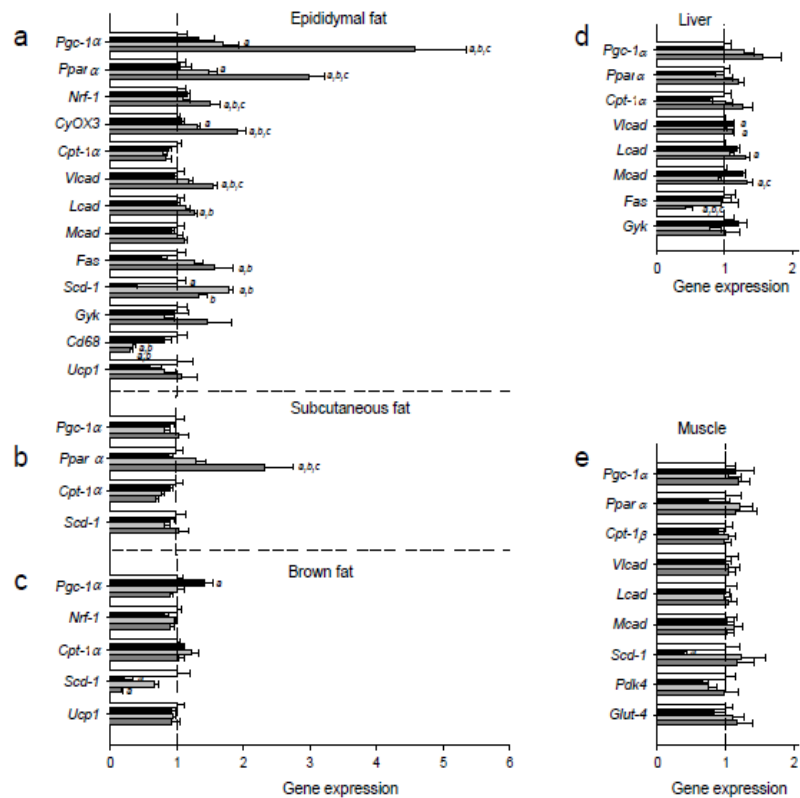 a
Epididymal fat
Pgc-1α
a
a,b,c
Pparα
a
a,b,c
Nrf-1
a,b,c
CyOX3
a
a,b,c
Cpt-1α
Vlcad
a,b,c
Lcad
a,b
Mcad
Fas
a,b
Scd-1
a
a,b
b
Gyk
Cd68
a,b
a,b
Ucp1
b
Subcutaneous fat
Pgc-1α
Ppar α
a,b,c
Cpt-1α
Scd-1
c
Brown fat
Pgc-1α
a
Nrf-1
Cpt-1α
Scd-1
a
a
Ucp1
0 1 2 3 4 5 6
Gene expression
d
Liver
Pgc-1α
Pparα
Cpt-1α
Vlcad
a
a
Lcad
a
Mcad
a,c
Fas
a,b,c
Gyk
0 1 2
Gene expression
e
Muscle
Pgc-1α
Ppar α
Cpt-1β
Vlcad
Lcad
Mcad
Scd-1
a
Pdk4
Glut-4
0 1 2
Gene expression